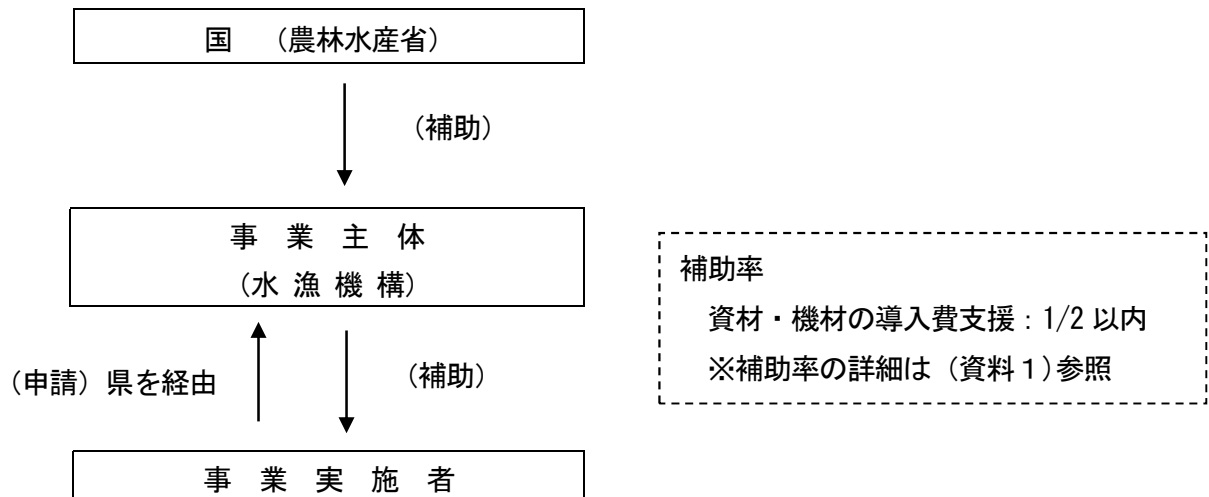 国 （農林水産省）
（補助）
事 業 主 体
（水 漁 機 構）
補助率
資材・機材の導入費支援：1/2 以内
※補助率の詳細は（資料１）参照
（申請）県を経由
（補助）
事 業 実 施 者